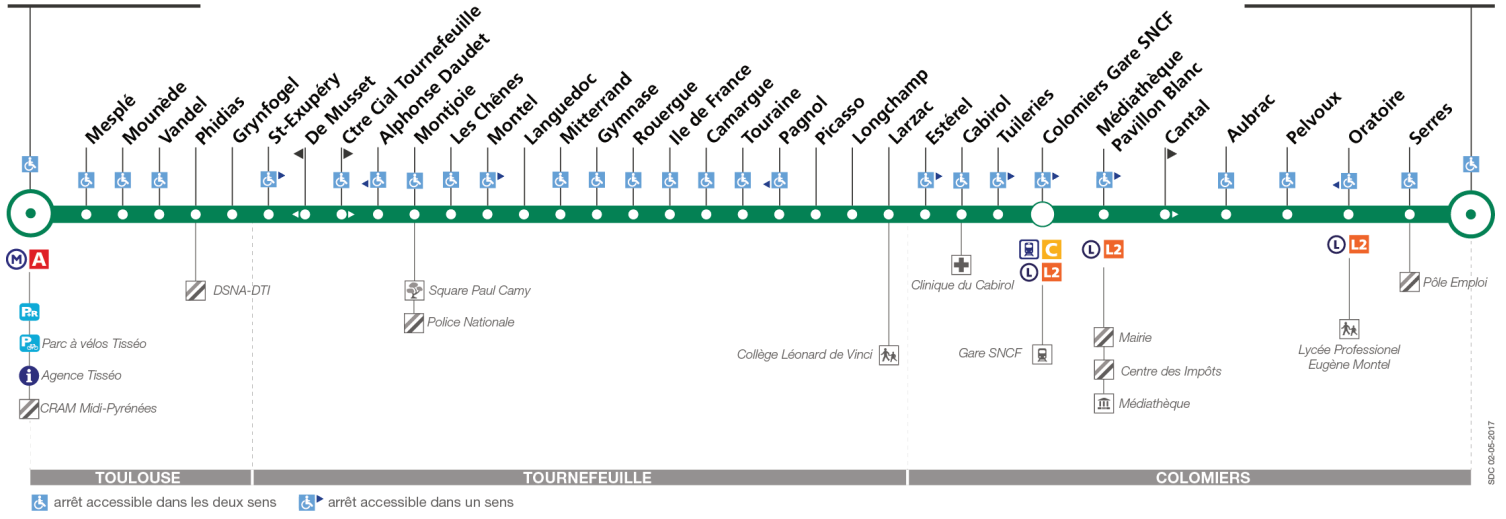 Mesplé
Mounède
Vandel
Phidias
Grynfogel
St-Exupéry
De Musset
Ctre Cial Tournefeuille
Alphonse Daudet
Montjoie
Les Chênes
Montel
Languedoc
Mitterrand
Gymnase
Rouergue
Ile de France
Camargue
Touraine
Pagnol
Picasso
Longchamp
Larzac
Estérel
Cabirol
Tuileries
Colomiers Gare SNCF
Médiathèque
Pavillon Blanc
Cantal
Aubrac
Pelvoux
Oratoire
Serres
M A
P+R
P
Parc à vélos Tisséo
i
Agence Tisséo
CRAM Midi-Pyrénées
DSNA-DTI
Square Paul Camy
Police Nationale
Collège Léonard de Vinci
Clinique du Cabirol
C
L L2
Gare SNCF
L L2
Mairie
Centre des Impôts
Médiathèque
L L2
Lycée Professionel
Eugène Montel
Pôle Emploi
TOULOUSE
TOURNEFEUILLE
COLOMIERS
arrêt accessible dans les deux sens
arrêt accessible dans un sens
SDC 02-05-2017